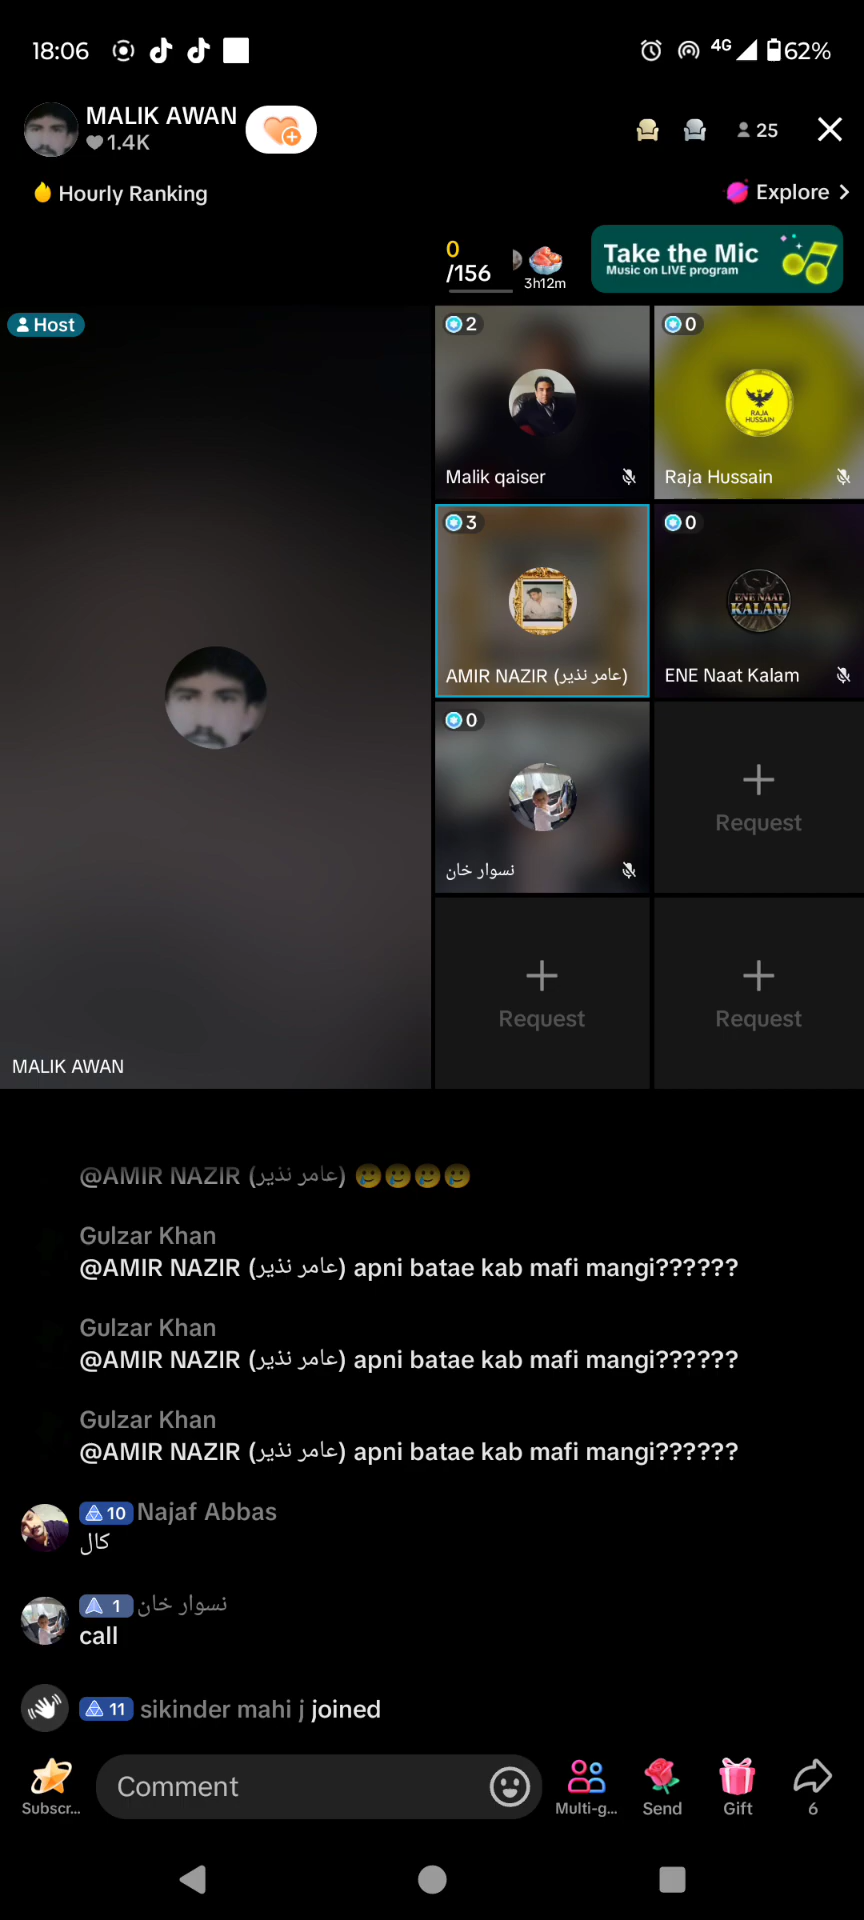 18:06
4G
62%
MALIK AWAN
1.4K
25
Hourly Ranking
Explore
0
/156
3h12m
Take the Mic
Music on LIVE program
Host
2
0
RAJA
HUSSAIN
Malik qaiser
Raja Hussain
3
0
ENE NAAT
KALAM
AMIR NAZIR (عامر نذیر)
ENE Naat Kalam
0
نسوار خان
Request
Request
Request
MALIK AWAN
@AMIR NAZIR (عامر نذیر) 🥲🥲🥲🥲
Gulzar Khan
@AMIR NAZIR (عامر نذیر) apni batae kab mafi mangi??????
Gulzar Khan
@AMIR NAZIR (عامر نذیر) apni batae kab mafi mangi??????
Gulzar Khan
@AMIR NAZIR (عامر نذیر) apni batae kab mafi mangi??????
10 Najaf Abbas
کال
1 نسوار خان
call
11 sikinder mahi j joined
Subscr...
Comment
Multi-g...
Send
Gift
6